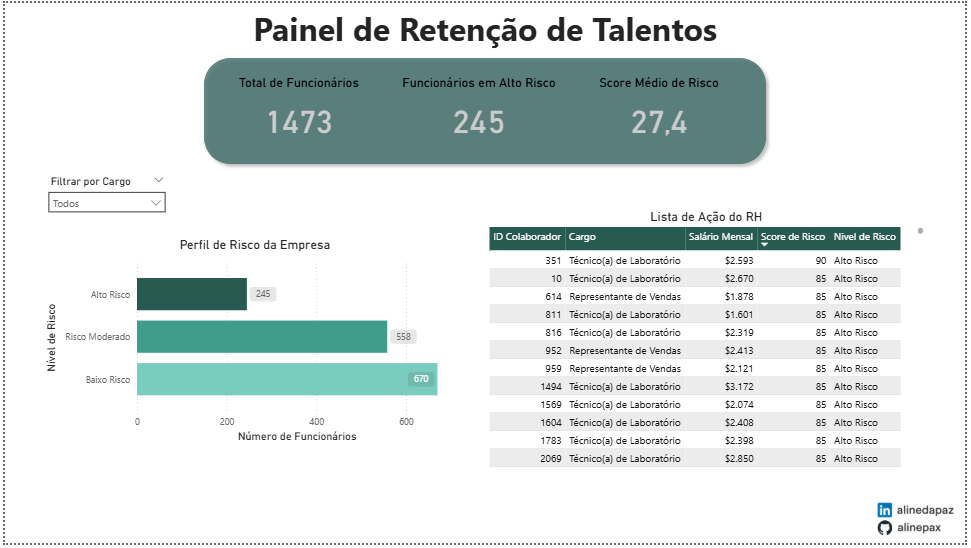 Painel de Retenção de Talentos
Total de Funcionários
1473
Funcionários em Alto Risco
245
Score Médio de Risco
27,4
Filtrar por Cargo
Todos
Perfil de Risco da Empresa
Nível de Risco
Alto Risco 245
Risco Moderado 558
Baixo Risco 670
0 200 400 600
Número de Funcionários
Lista de Ação do RH
ID Colaborador Cargo Salário Mensal Score de Risco Nivel de Risco
351 Técnico(a) de Laboratório $2.593 90 Alto Risco
10 Técnico(a) de Laboratório $2.670 85 Alto Risco
614 Representante de Vendas $1.878 85 Alto Risco
811 Técnico(a) de Laboratório $1.601 85 Alto Risco
816 Técnico(a) de Laboratório $2.319 85 Alto Risco
952 Representante de Vendas $2.413 85 Alto Risco
959 Representante de Vendas $2.121 85 Alto Risco
1494 Técnico(a) de Laboratório $3.172 85 Alto Risco
1569 Técnico(a) de Laboratório $2.074 85 Alto Risco
1604 Técnico(a) de Laboratório $2.408 85 Alto Risco
1783 Técnico(a) de Laboratório $2.398 85 Alto Risco
2069 Técnico(a) de Laboratório $2.850 85 Alto Risco
in alinedapaz
alinepax